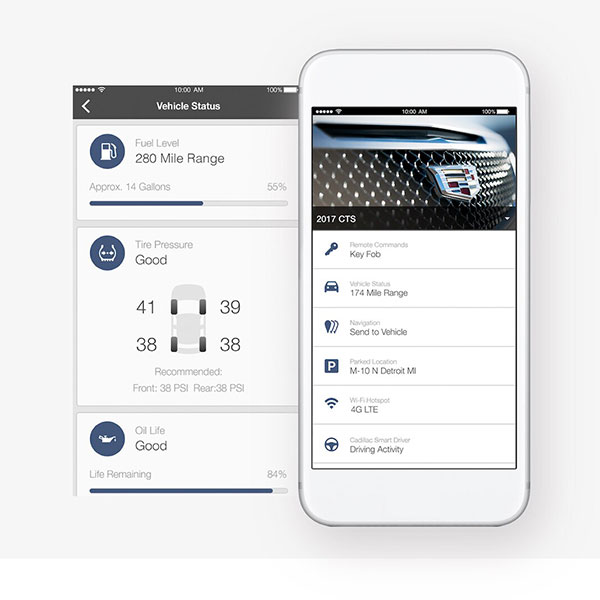 10:00 AM
100%
Vehicle Status
Fuel Level
280 Mile Range
Approx. 14 Gallons
55%
Tire Pressure
Good
41
39
38
38
Recommended:
Front: 38 PSI Rear:38 PSI
Oil Life
Good
Life Remaining
84%
10:00 AM
100%
2017 CTS
Remote Commands
Key Fob
Vehicle Status
174 Mile Range
Navigation
Send to Vehicle
P
Parked Location
M-10 N Detroit MI
Wi-Fi Hotspot
4G LTE
Cadillac Smart Driver
Driving Activity